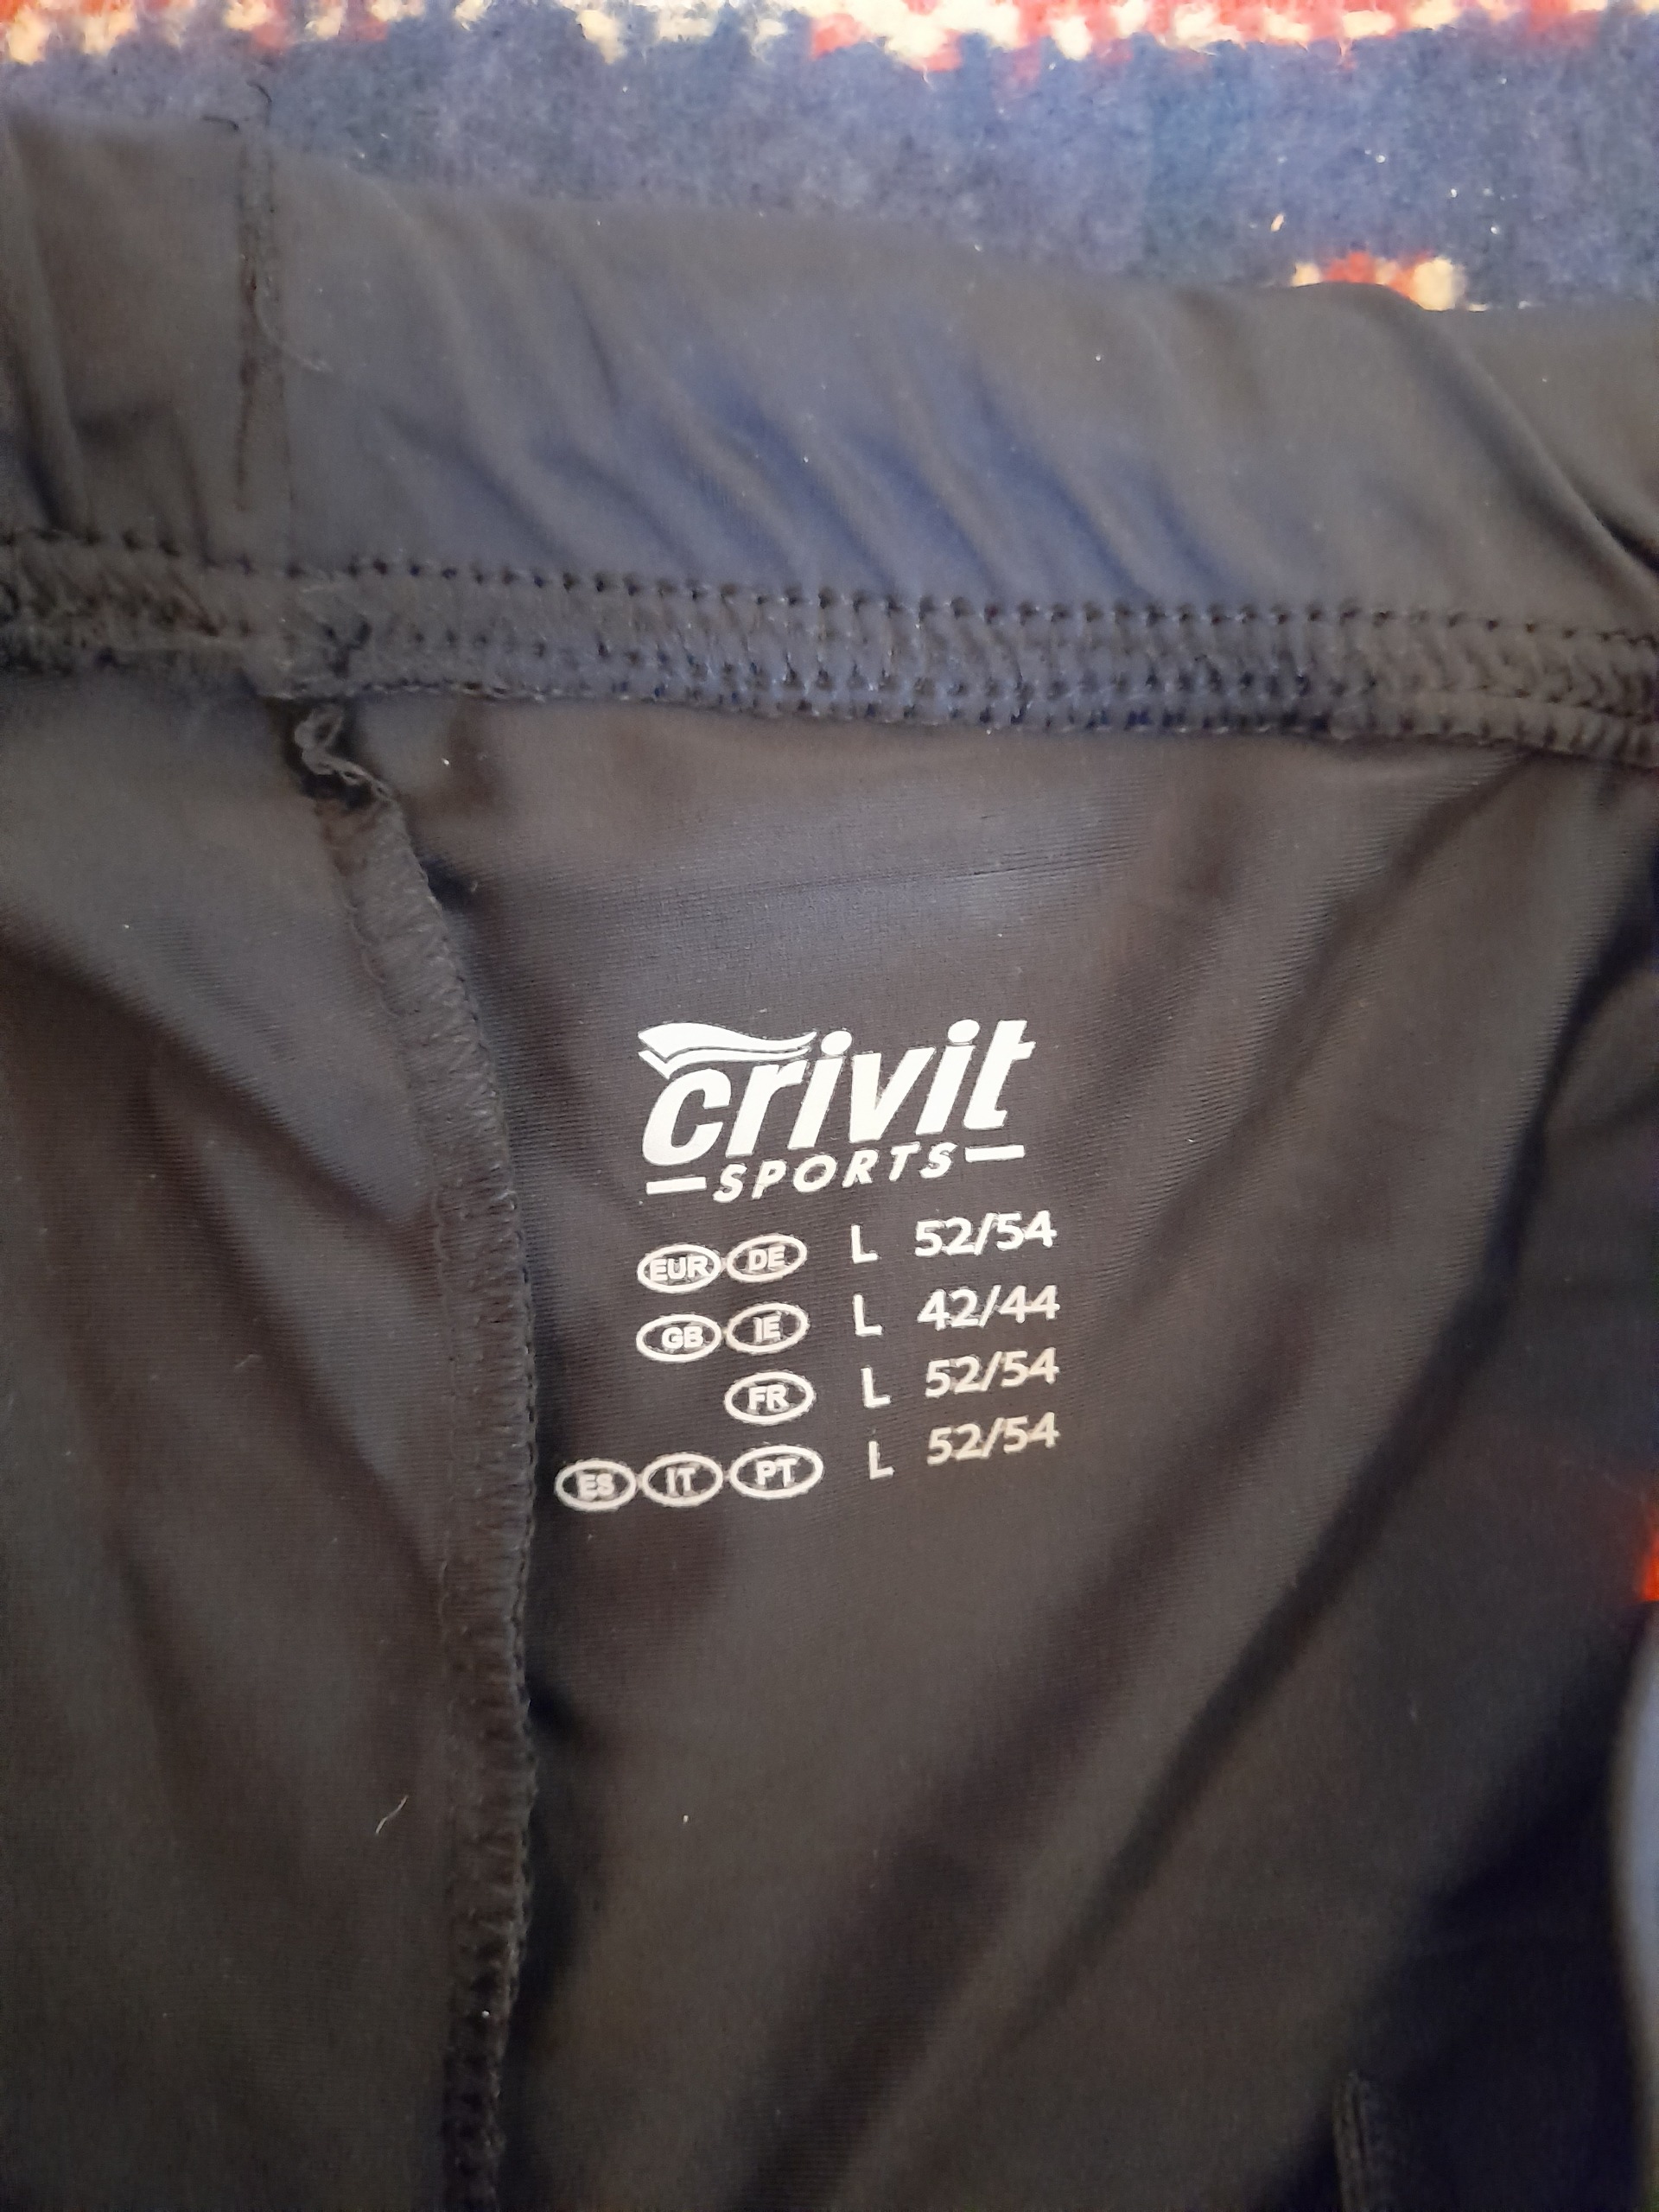 crivit
SPORTS
EUR DE L 52/54
GB IE L 42/44
FR L 52/54
ES IT PT L 52/54